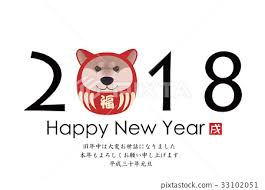 2018
福
Happy New Year 戌
旧年中は大変お世話になりました
本年もよろしくお願い申し上げます
平成三十年元旦
pixtastock.com - 33102051